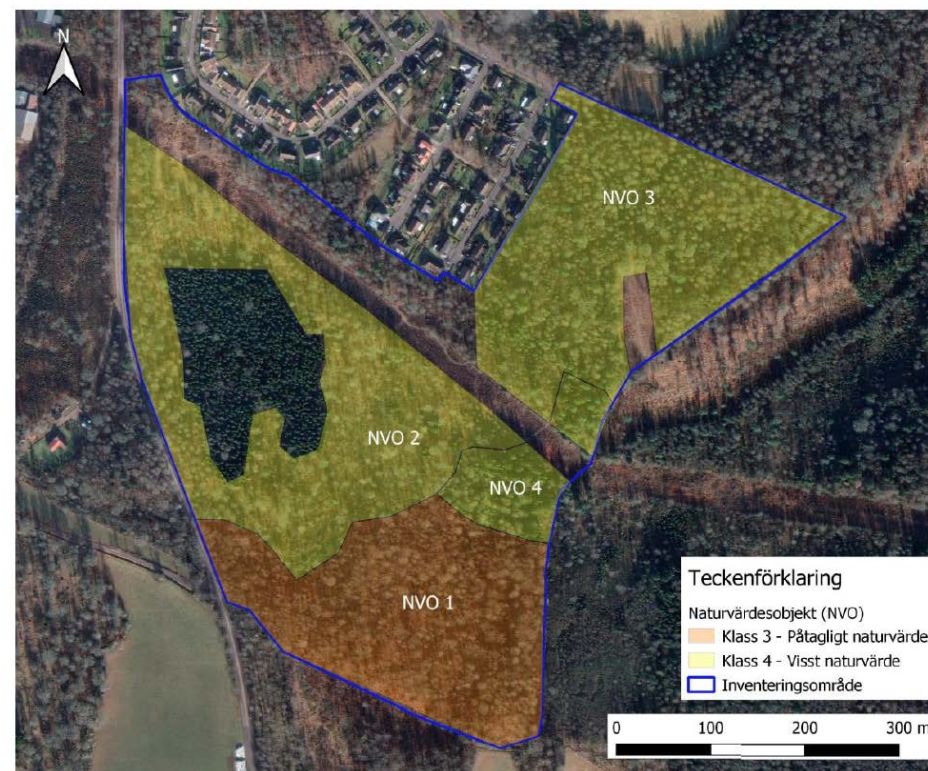 N
NVO 3
NVO 2
NVO 4
NVO 1
Teckenförklaring
Naturvärdesobjekt (NVO)
Klass 3 - Påtagligt naturvärde
Klass 4 - Visst naturvärde
Inventeringsområde
0 100 200 300 m